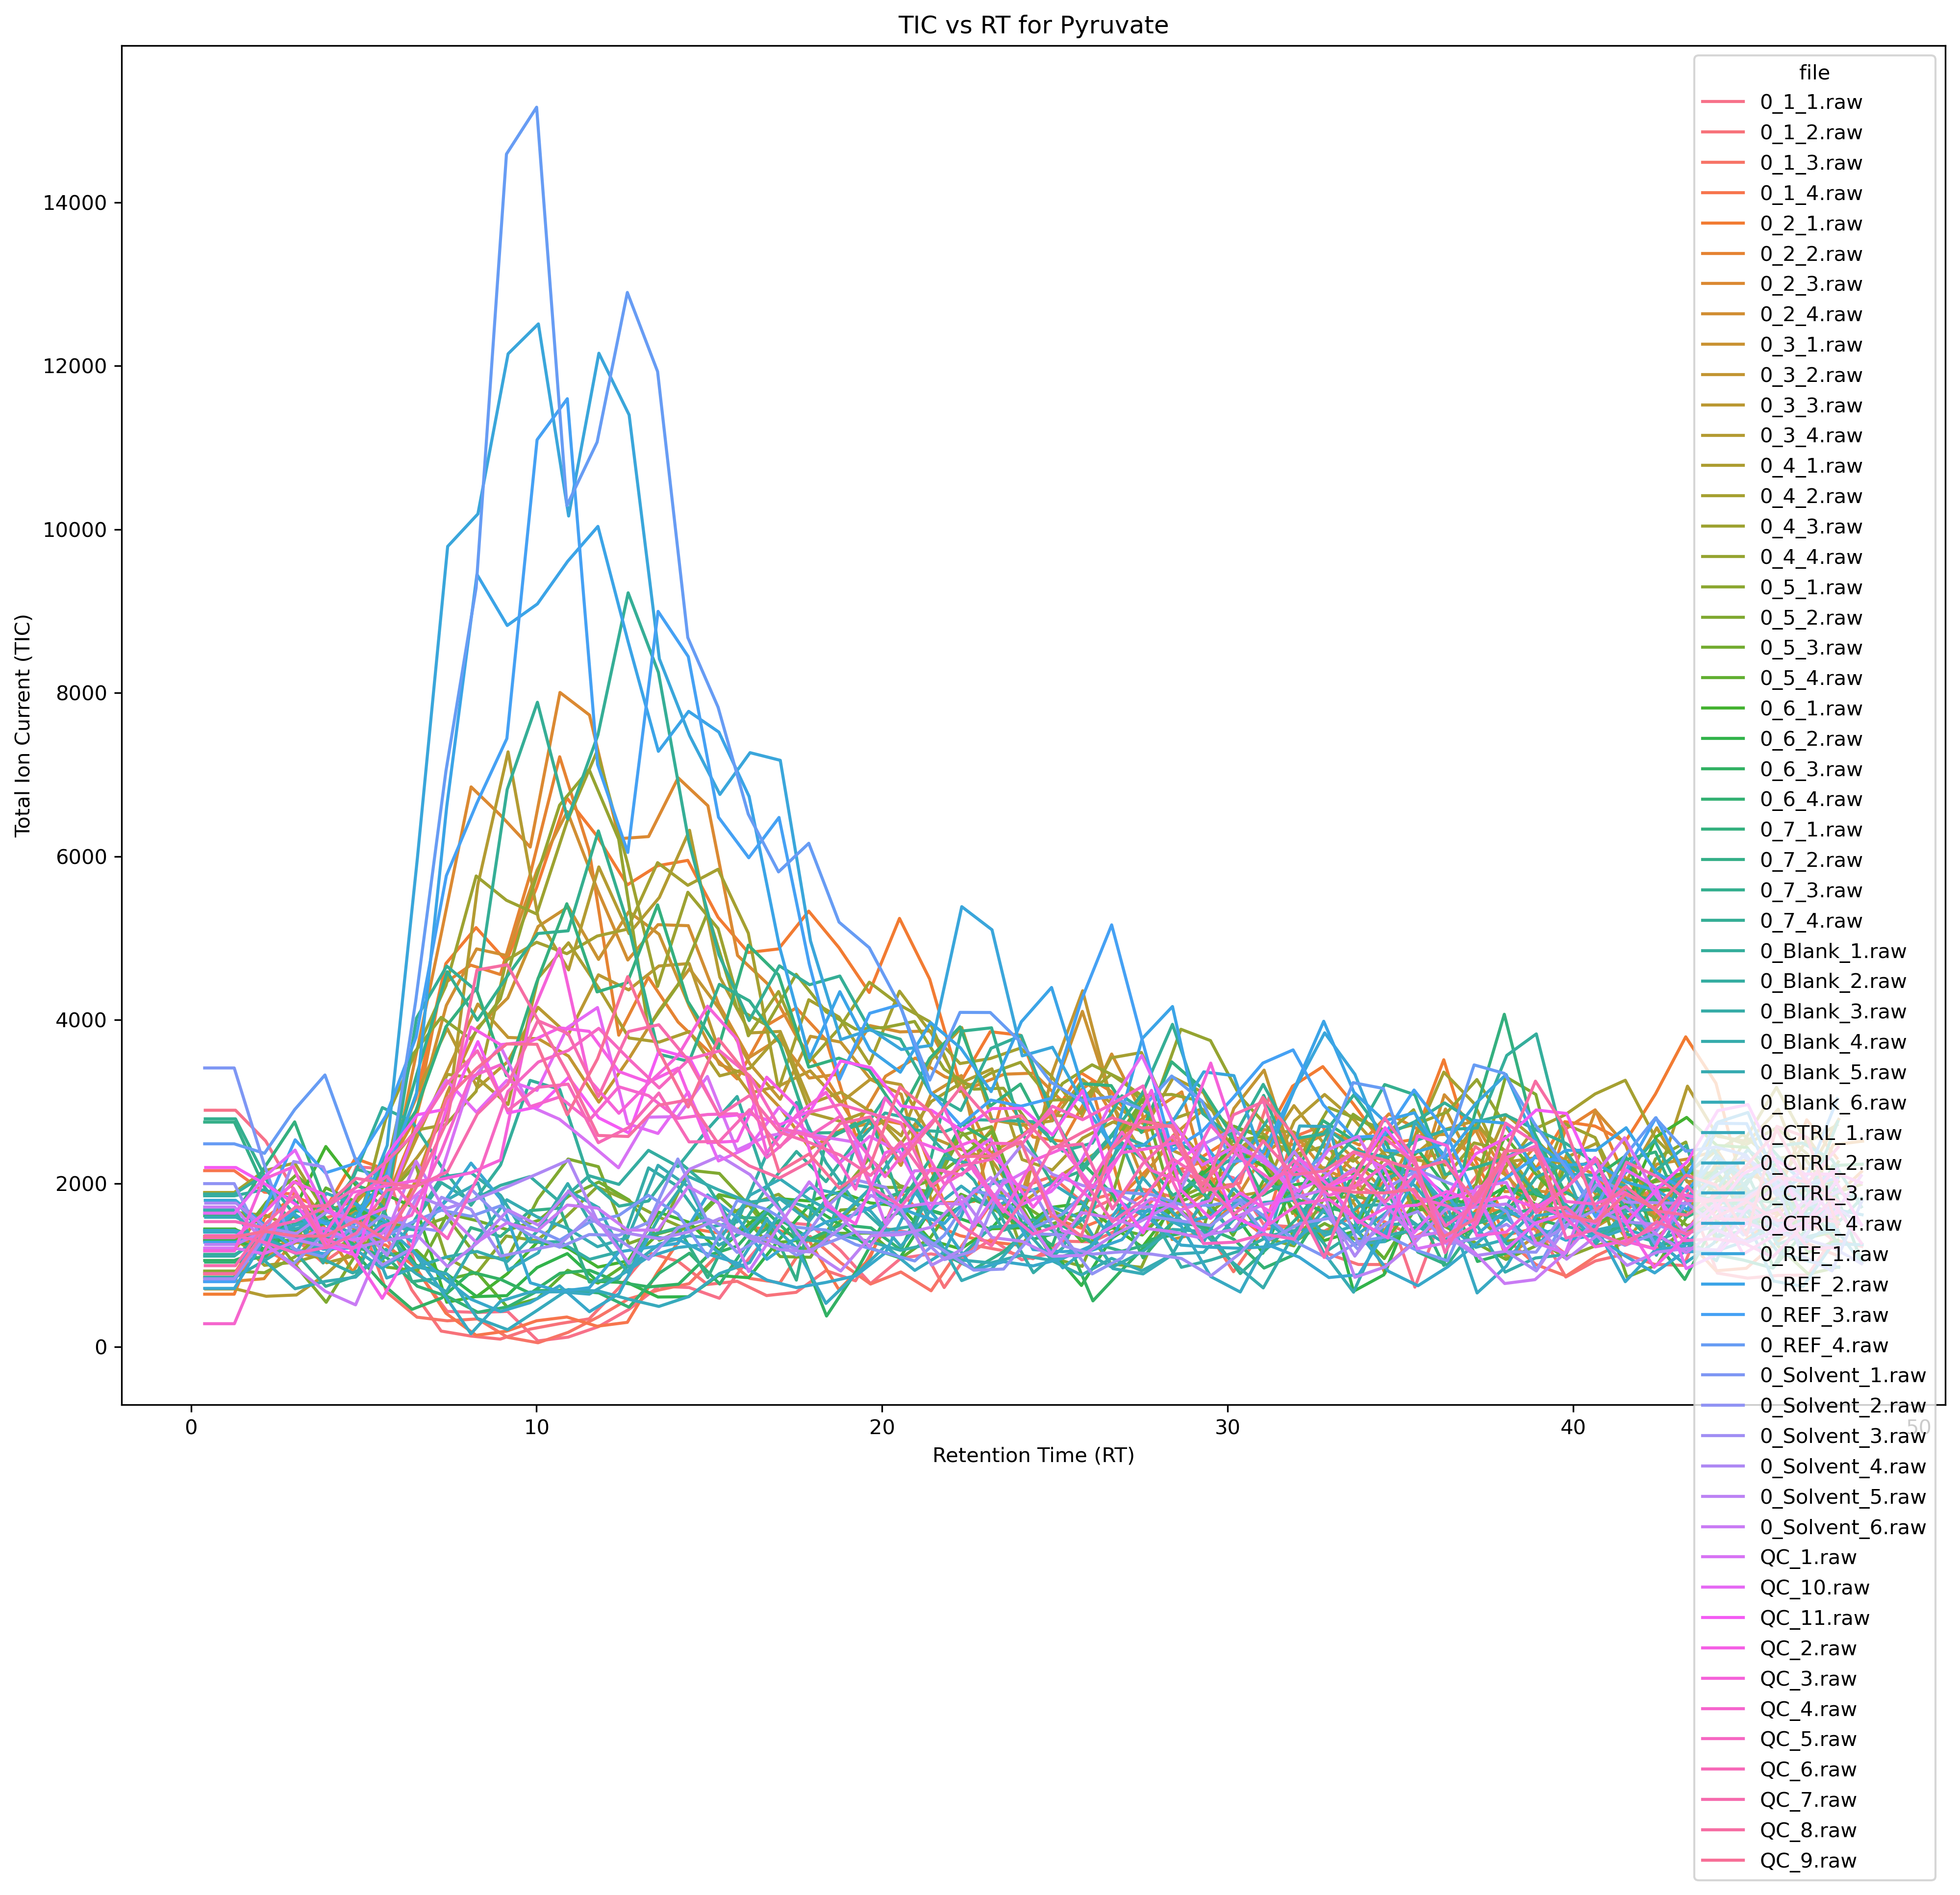 TIC vs RT for Pyruvate
Total Ion Current (TIC)
14000
12000
10000
8000
6000
4000
2000
0
0
10
20
30
40
50
Retention Time (RT)
file
0_1_1.raw
0_1_2.raw
0_1_3.raw
0_1_4.raw
0_2_1.raw
0_2_2.raw
0_2_3.raw
0_2_4.raw
0_3_1.raw
0_3_2.raw
0_3_3.raw
0_3_4.raw
0_4_1.raw
0_4_2.raw
0_4_3.raw
0_4_4.raw
0_5_1.raw
0_5_2.raw
0_5_3.raw
0_5_4.raw
0_6_1.raw
0_6_2.raw
0_6_3.raw
0_6_4.raw
0_7_1.raw
0_7_2.raw
0_7_3.raw
0_7_4.raw
0_Blank_1.raw
0_Blank_2.raw
0_Blank_3.raw
0_Blank_4.raw
0_Blank_5.raw
0_Blank_6.raw
0_CTRL_1.raw
0_CTRL_2.raw
0_CTRL_3.raw
0_CTRL_4.raw
0_REF_1.raw
0_REF_2.raw
0_REF_3.raw
0_REF_4.raw
0_Solvent_1.raw
0_Solvent_2.raw
0_Solvent_3.raw
0_Solvent_4.raw
0_Solvent_5.raw
0_Solvent_6.raw
QC_1.raw
QC_10.raw
QC_11.raw
QC_2.raw
QC_3.raw
QC_4.raw
QC_5.raw
QC_6.raw
QC_7.raw
QC_8.raw
QC_9.raw